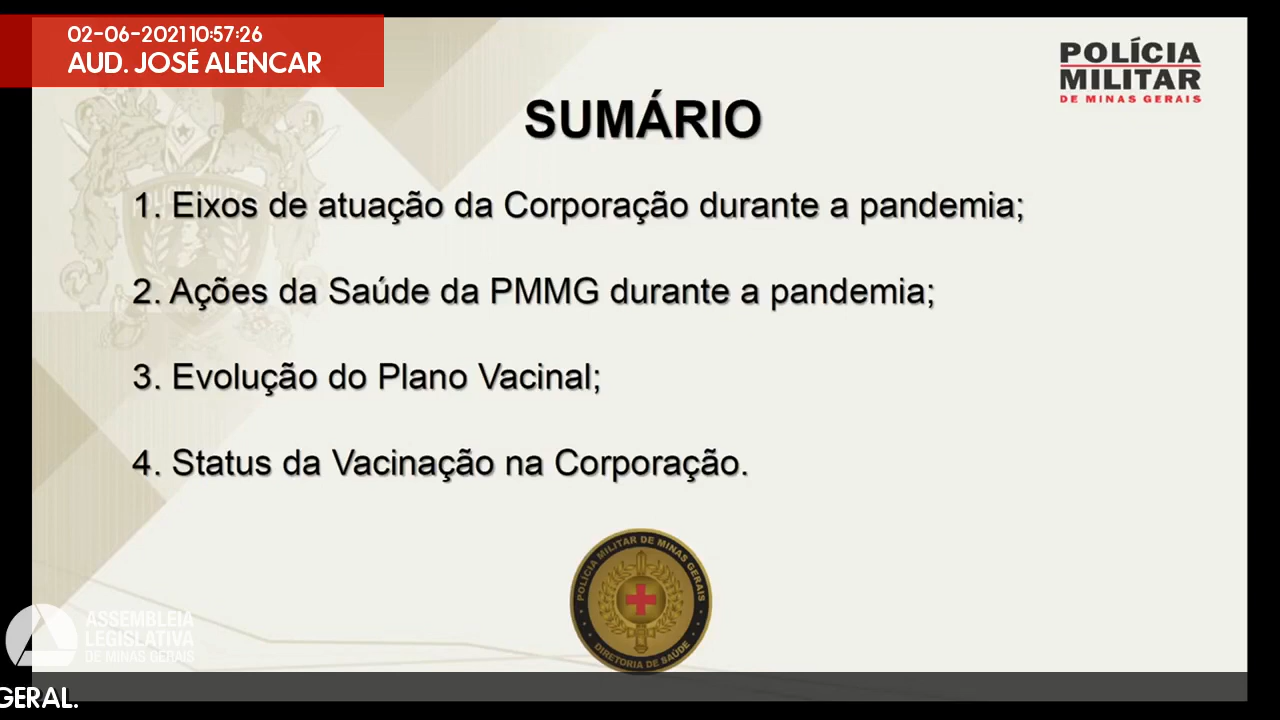 02-06-2021 10:57:26
AUD. JOSÉ ALENCAR
POLÍCIA
MILITAR
DE MINAS GERAIS
SUMÁRIO
1. Eixos de atuação da Corporação durante a pandemia;
2. Ações da Saúde da PMMG durante a pandemia;
3. Evolução do Plano Vacinal;
4. Status da Vacinação na Corporação.
POLÍCIA MILITAR DE MINAS GERAIS
DIRETORIA DE SAÚDE
ASSEMBLEIA
LEGISLATIVA
DE MINAS GERAIS
GERAL.